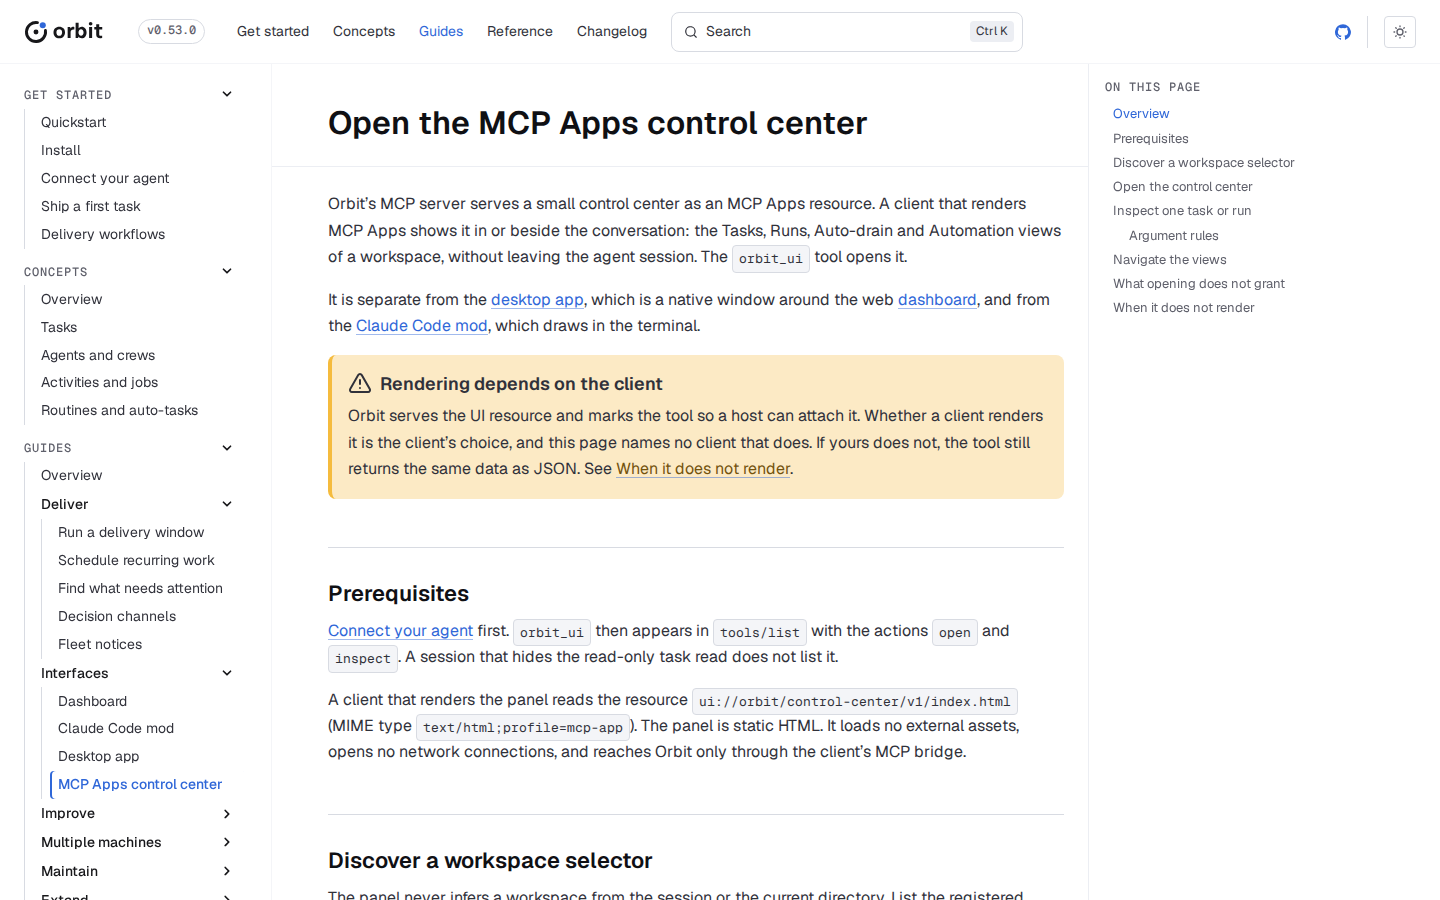 orbit
v0.53.0
Get started
Concepts
Guides
Reference
Changelog
Search
Ctrl K
GET STARTED
Quickstart
Install
Connect your agent
Ship a first task
Delivery workflows
CONCEPTS
Overview
Tasks
Agents and crews
Activities and jobs
Routines and auto-tasks
GUIDES
Overview
Deliver
Run a delivery window
Schedule recurring work
Find what needs attention
Decision channels
Fleet notices
Interfaces
Dashboard
Claude Code mod
Desktop app
MCP Apps control center
Improve
Multiple machines
Maintain
Extend
Open the MCP Apps control center
Orbit’s MCP server serves a small control center as an MCP Apps resource. A client that renders
MCP Apps shows it in or beside the conversation: the Tasks, Runs, Auto-drain and Automation views
of a workspace, without leaving the agent session. The orbit_ui tool opens it.
It is separate from the desktop app, which is a native window around the web dashboard, and from
the Claude Code mod, which draws in the terminal.
Rendering depends on the client
Orbit serves the UI resource and marks the tool so a host can attach it. Whether a client renders
it is the client’s choice, and this page names no client that does. If yours does not, the tool still
returns the same data as JSON. See When it does not render.
Prerequisites
Connect your agent first. orbit_ui then appears in tools/list with the actions open and
inspect. A session that hides the read-only task read does not list it.
A client that renders the panel reads the resource ui://orbit/control-center/v1/index.html
(MIME type text/html;profile=mcp-app). The panel is static HTML. It loads no external assets,
opens no network connections, and reaches Orbit only through the client’s MCP bridge.
Discover a workspace selector
The panel never infers a workspace from the session or the current directory. List the registered
ON THIS PAGE
Overview
Prerequisites
Discover a workspace selector
Open the control center
Inspect one task or run
Argument rules
Navigate the views
What opening does not grant
When it does not render